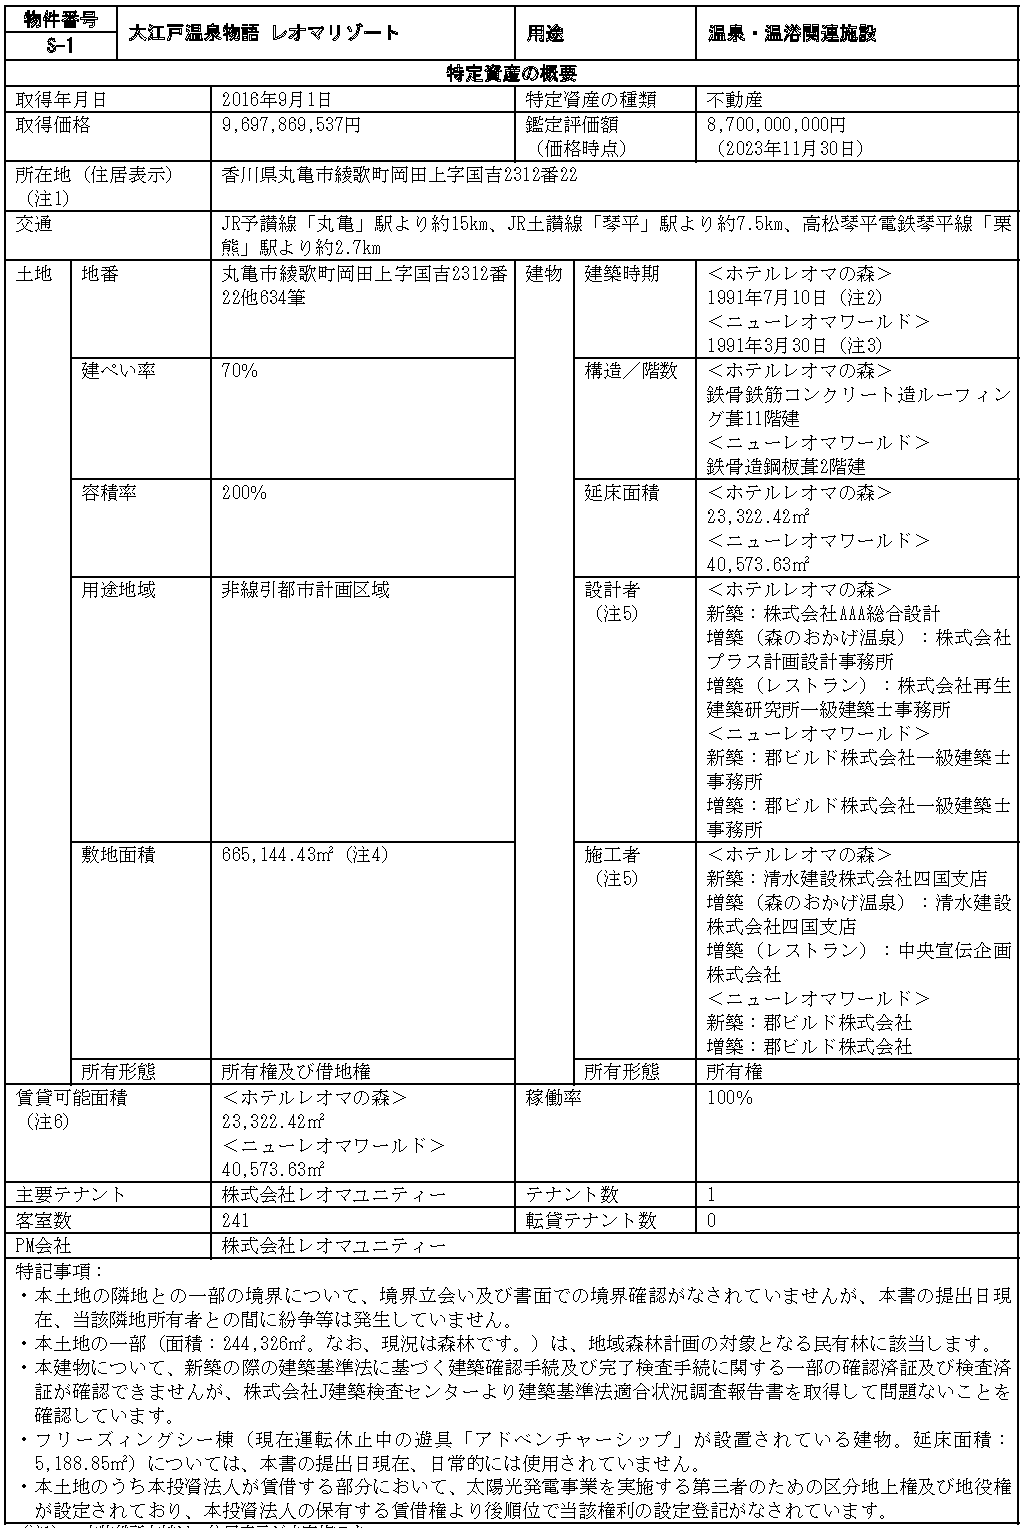 物件番号
S-1
大江戸温泉物語 レオマリゾート
用途
温泉・温浴関連施設
特定資産の概要
取得年月日
2016年9月1日
特定資産の種類
不動産
取得価格
9,697,869,537円
鑑定評価額
（価格時点）
8,700,000,000円
（2023年11月30日）
所在地（住居表示）
（注1）
香川県丸亀市綾歌町岡田上字国吉2312番22
交通
JR予讃線「丸亀」駅より約15km、JR土讃線「琴平」駅より約7.5km、高松琴平電鉄琴平線「栗
熊」駅より約2.7km
土地
地番
丸亀市綾歌町岡田上字国吉2312番
22他634筆
建物
建築時期
＜ホテルレオマの森＞
1991年7月10日（注2）
＜ニューレオマワールド＞
1991年3月30日（注3）
建ぺい率
70%
構造／階数
＜ホテルレオマの森＞
鉄骨鉄筋コンクリート造ルーフィン
グ葺11階建
＜ニューレオマワールド＞
鉄骨造鋼板葺2階建
容積率
200%
延床面積
＜ホテルレオマの森＞
23,322.42㎡
＜ニューレオマワールド＞
40,573.63㎡
用途地域
非線引都市計画区域
設計者
（注5）
＜ホテルレオマの森＞
新築：株式会社AAA総合設計
増築（森のおかげ温泉）：株式会社
プラス計画設計事務所
増築（レストラン）：株式会社再生
建築研究所一級建築士事務所
＜ニューレオマワールド＞
新築：郡ビルド株式会社一級建築士
事務所
増築：郡ビルド株式会社一級建築士
事務所
敷地面積
665,144.43㎡（注4）
施工者
（注5）
＜ホテルレオマの森＞
新築：清水建設株式会社四国支店
増築（森のおかげ温泉）：清水建設
株式会社四国支店
増築（レストラン）：中央宣伝企画
株式会社
＜ニューレオマワールド＞
新築：郡ビルド株式会社
増築：郡ビルド株式会社
所有形態
所有権及び借地権
所有形態
所有権
賃貸可能面積
（注6）
＜ホテルレオマの森＞
23,322.42㎡
＜ニューレオマワールド＞
40,573.63㎡
稼働率
100%
主要テナント
株式会社レオマユニティー
テナント数
1
客室数
241
転貸テナント数
0
PM会社
株式会社レオマユニティー
特記事項：
・本土地の隣地との一部の境界について、境界立会い及び書面での境界確認がなされていませんが、本書の提出日現
在、当該隣地所有者との間に紛争等は発生していません。
・本土地の一部（面積：244,326㎡。なお、現況は森林です。）は、地域森林計画の対象となる民有林に該当します。
・本建物について、新築の際の建築基準法に基づく建築確認手続及び完了検査手続に関する一部の確認済証及び検査済
証が確認できませんが、株式会社J建築検査センターより建築基準法適合状況調査報告書を取得して問題ないことを
確認しています。
・フリーズィングシー棟（現在運転休止中の遊具「アドベンチャーシップ」が設置されている建物。延床面積：
5,188.85㎡）については、本書の提出日現在、日常的には使用されていません。
・本土地のうち本投資法人が賃借する部分において、太陽光発電事業を実施する第三者のための区分地上権及び地役権
が設定されており、本投資法人の保有する賃借権より後順位で当該権利の設定登記がなされています。